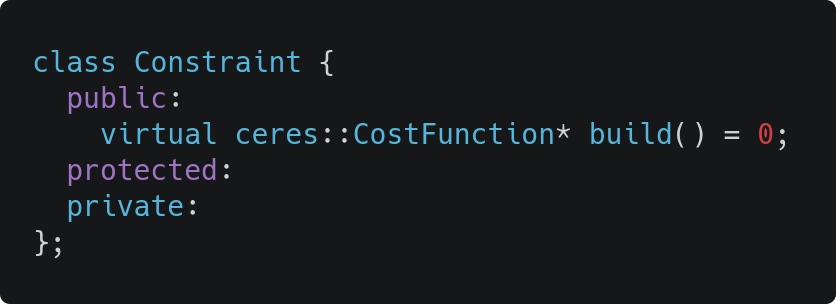 class Constraint {
  public:
    virtual ceres::CostFunction* build() = 0;
  protected:
  private:
};